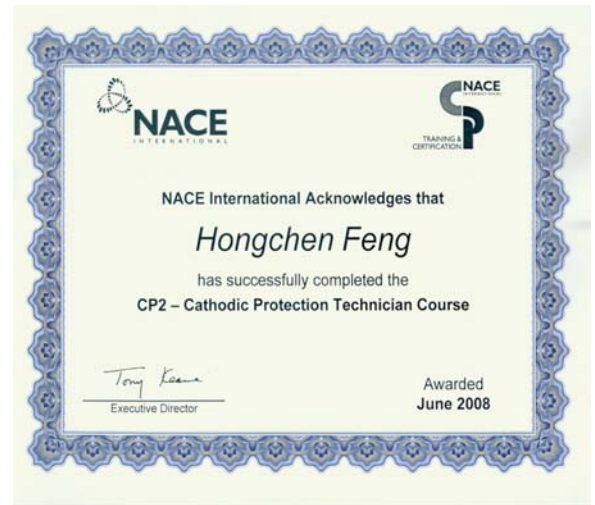 NACE
INTERNATIONAL
NACE
INTERNATIONAL
CP
TRAINING &
CERTIFICATION
NACE International Acknowledges that
Hongchen Feng
has successfully completed the
CP2 – Cathodic Protection Technician Course
Tony Keane
Executive Director
Awarded
June 2008